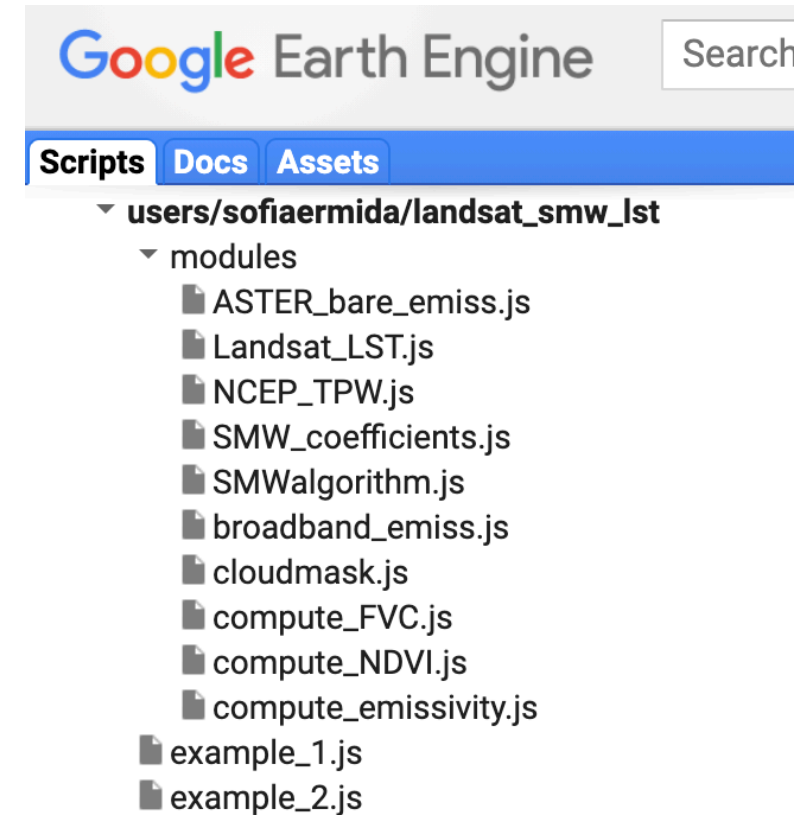 Google Earth Engine Search
Scripts Docs Assets
users/sofiaermida/landsat_smw_lst
modules
ASTER_bare_emiss.js
Landsat_LST.js
NCEP_TPW.js
SMW_coefficients.js
SMWalgorithm.js
broadband_emiss.js
cloudmask.js
compute_FVC.js
compute_NDVI.js
compute_emissivity.js
example_1.js
example_2.js